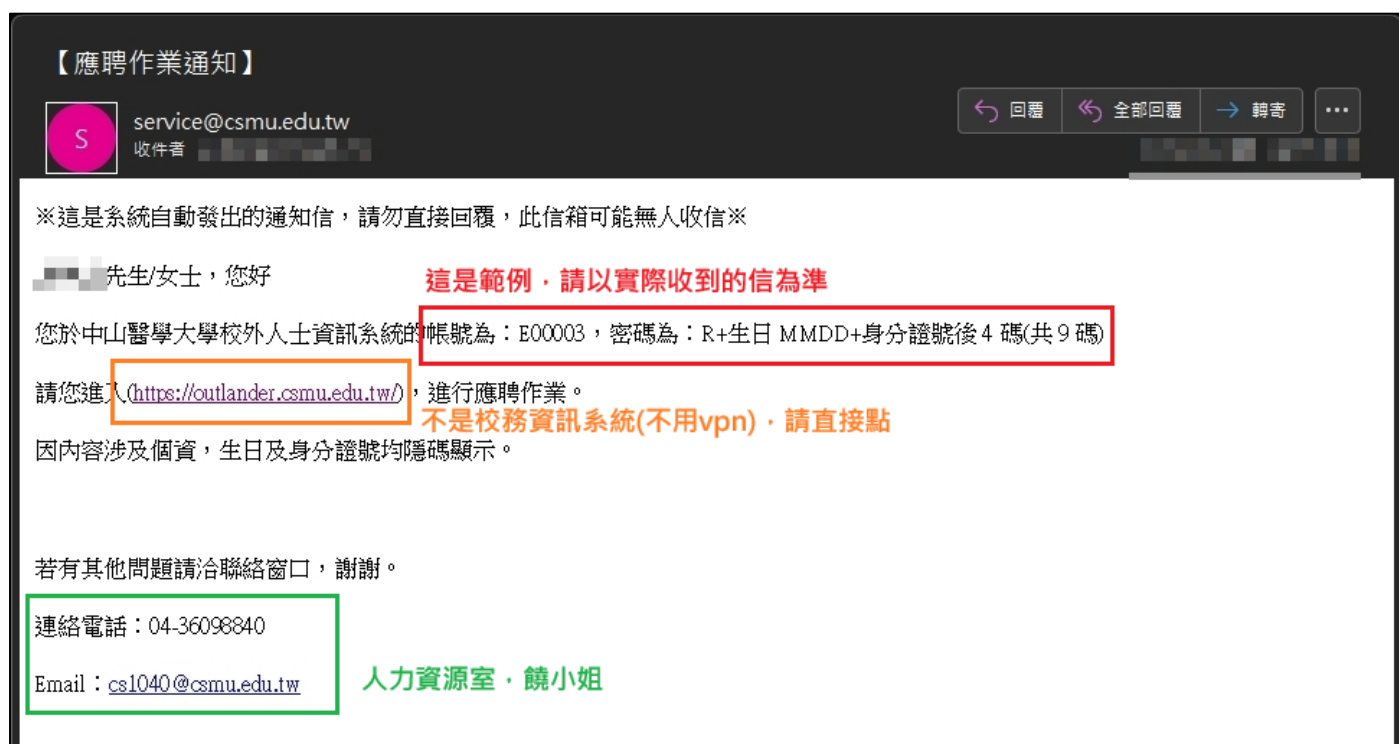 【應聘作業通知】
S
service@csmu.edu.tw
收件者
回覆
全部回覆
轉寄
※這是系統自動發出的通知信，請勿直接回覆，此信箱可能無人收信※
先生/女士，您好
這是範例，請以實際收到的信為準
您於中山醫學大學校外人士資訊系統的帳號為：E00003，密碼為：R+生日 MMDD+身分證號後 4 碼(共 9 碼)
請您進入(https://outlander.csmu.edu.tw/)，進行應聘作業。
不是校務資訊系統(不用vpn)，請直接點
因內容涉及個資，生日及身分證號均隱碼顯示。
若有其他問題請洽聯絡窗口，謝謝。
連絡電話：04-36098840
Email：cs1040@csmu.edu.tw
人力資源室，饒小姐